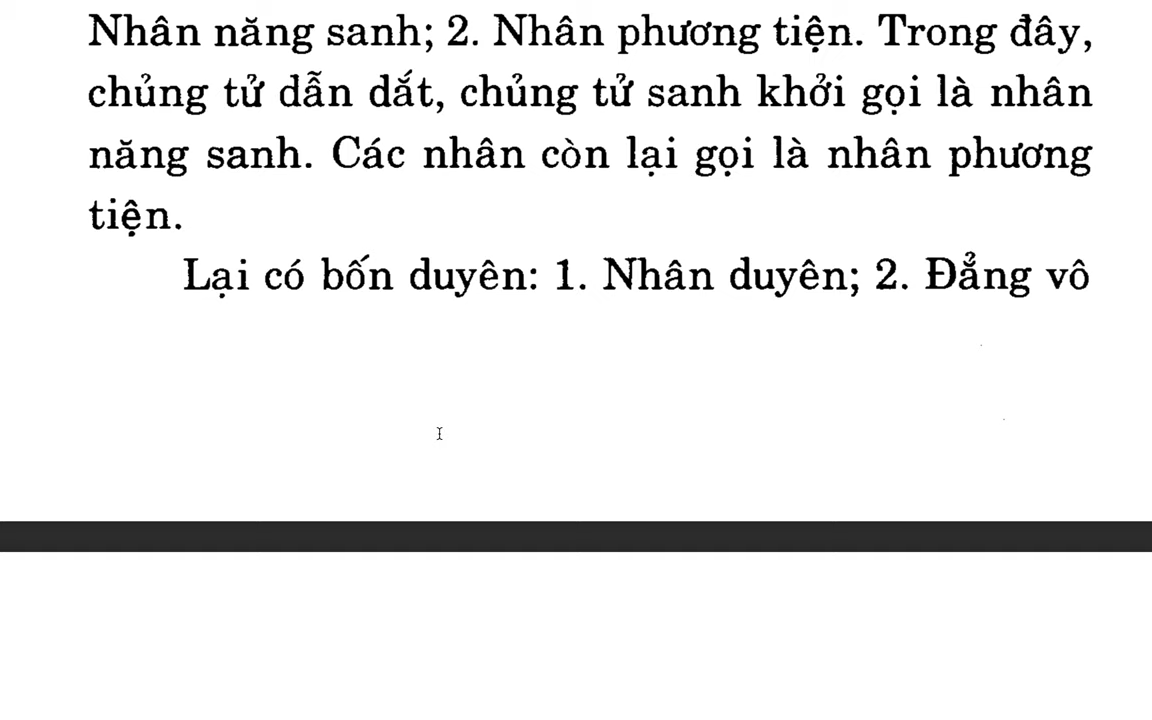 Nhân năng sanh; 2. Nhân phương tiện. Trong đây,
chủng tử dẫn dắt, chủng tử sanh khởi gọi là nhân
năng sanh. Các nhân còn lại gọi là nhân phương
tiện.
Lại có bốn duyên: 1. Nhân duyên; 2. Đẳng vô